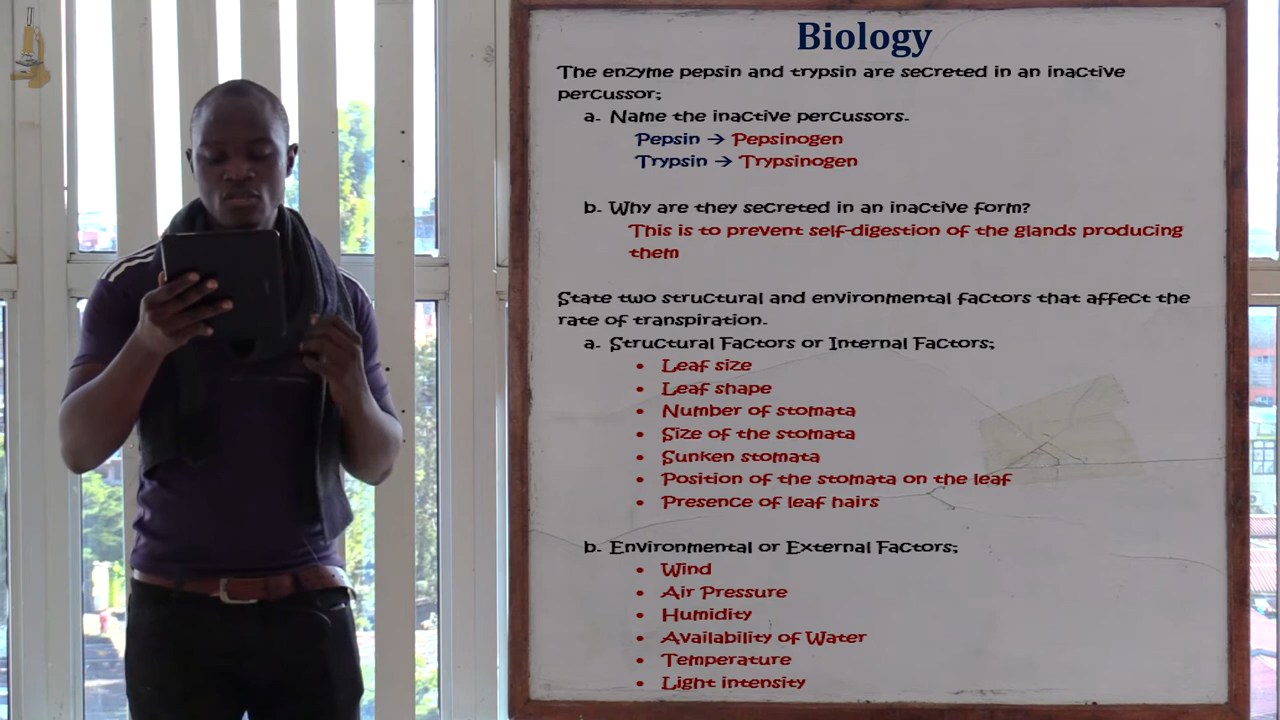 Biology
The enzyme pepsin and trypsin are secreted in an inactive
percussor;
a. Name the inactive percussors.
Pepsin → Pepsinogen
Trypsin → Trypsinogen
b. Why are they secreted in an inactive form?
This is to prevent self-digestion of the glands producing
them
State two structural and environmental factors that affect the
rate of transpiration.
a. Structural Factors or Internal Factors;
• Leaf size
• Leaf shape
• Number of stomata
• Size of the stomata
• Sunken stomata
• Position of the stomata on the leaf
• Presence of leaf hairs
b. Environmental or External Factors;
• Wind
• Air Pressure
• Humidity
• Availability of Water
• Temperature
• Light intensity